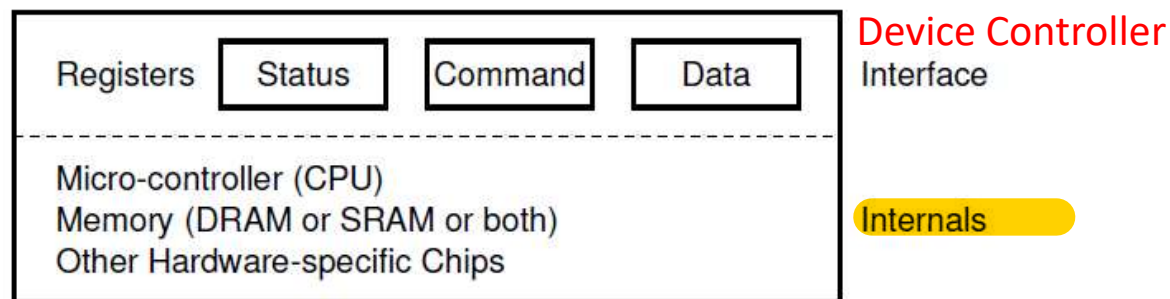 Device Controller
Registers Status Command Data Interface
Micro-controller (CPU)
Memory (DRAM or SRAM or both) Internals
Other Hardware-specific Chips